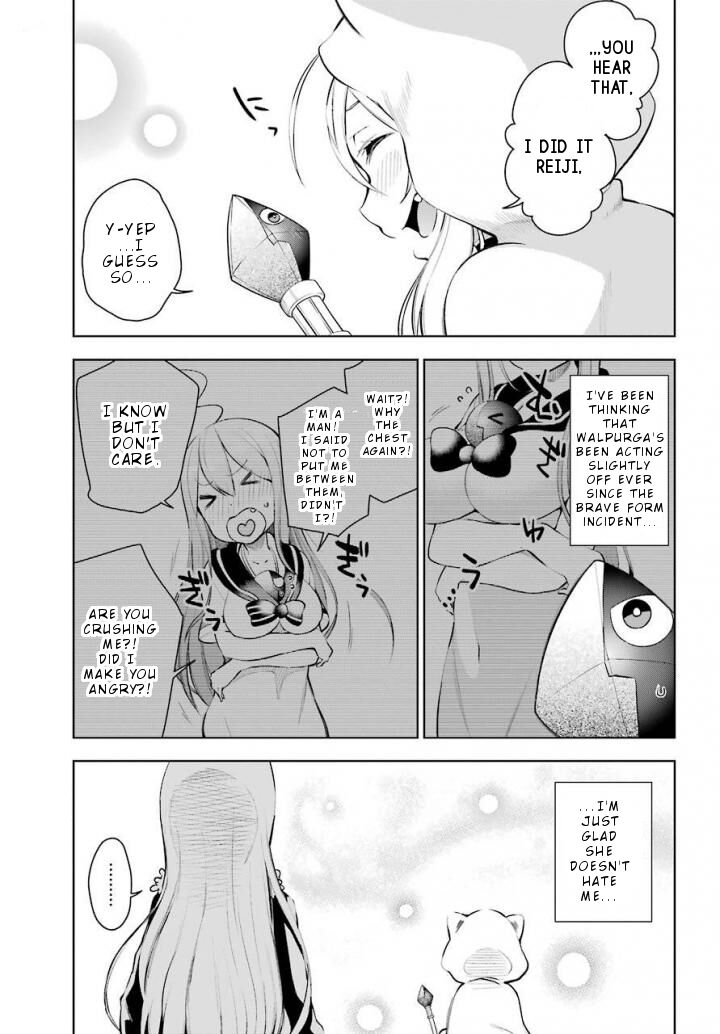 ...YOU
HEAR
THAT,
I DID IT
REIJI,
Y-YEP
...I
GUESS
SO...
I'VE BEEN
THINKING
THAT
WALPURGA'S
BEEN ACTING
SLIGHTLY
OFF EVER
SINCE THE
BRAVE FORM
INCIDENT...
WAIT?!
WHY
THE
CHEST
AGAIN?!
I'M A
MAN!
I SAIID
NOT TO
PUT ME
BETWEEN
THEM,
DIDN'T
I?!
I KNOW
BUT I
DON'T
CARE.
ARE YOU
CRUSHING
ME?!
DID I
MAKE YOU
ANGRY?!
...I'M
JUST
GLAD
SHE
DOESN'T
HATE
ME...
.........